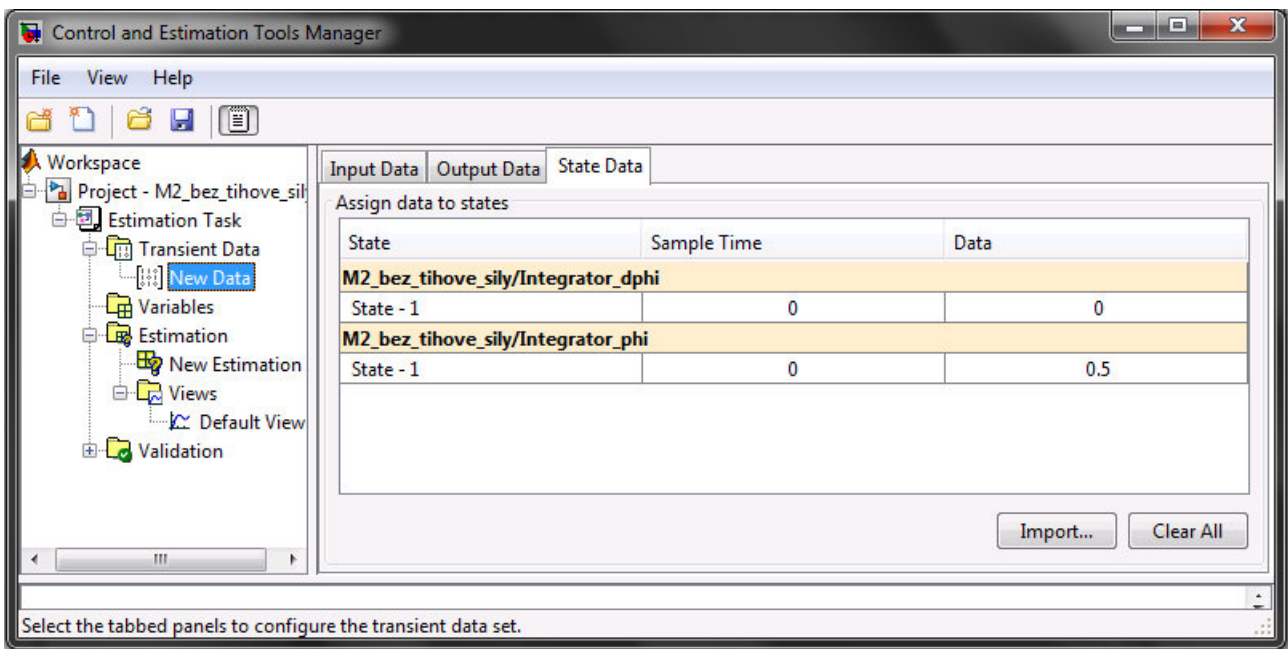 Control and Estimation Tools Manager
File View Help
Workspace
Project - M2_bez_tihove_sil
Estimation Task
Transient Data
New Data
Variables
Estimation
New Estimation
Views
Default View
Validation
Input Data Output Data State Data
Assign data to states
State Sample Time Data
M2_bez_tihove_sily/Integrator_dphi
State - 1 0 0
M2_bez_tihove_sily/Integrator_phi
State - 1 0 0.5
Import... Clear All
Select the tabbed panels to configure the transient data set.